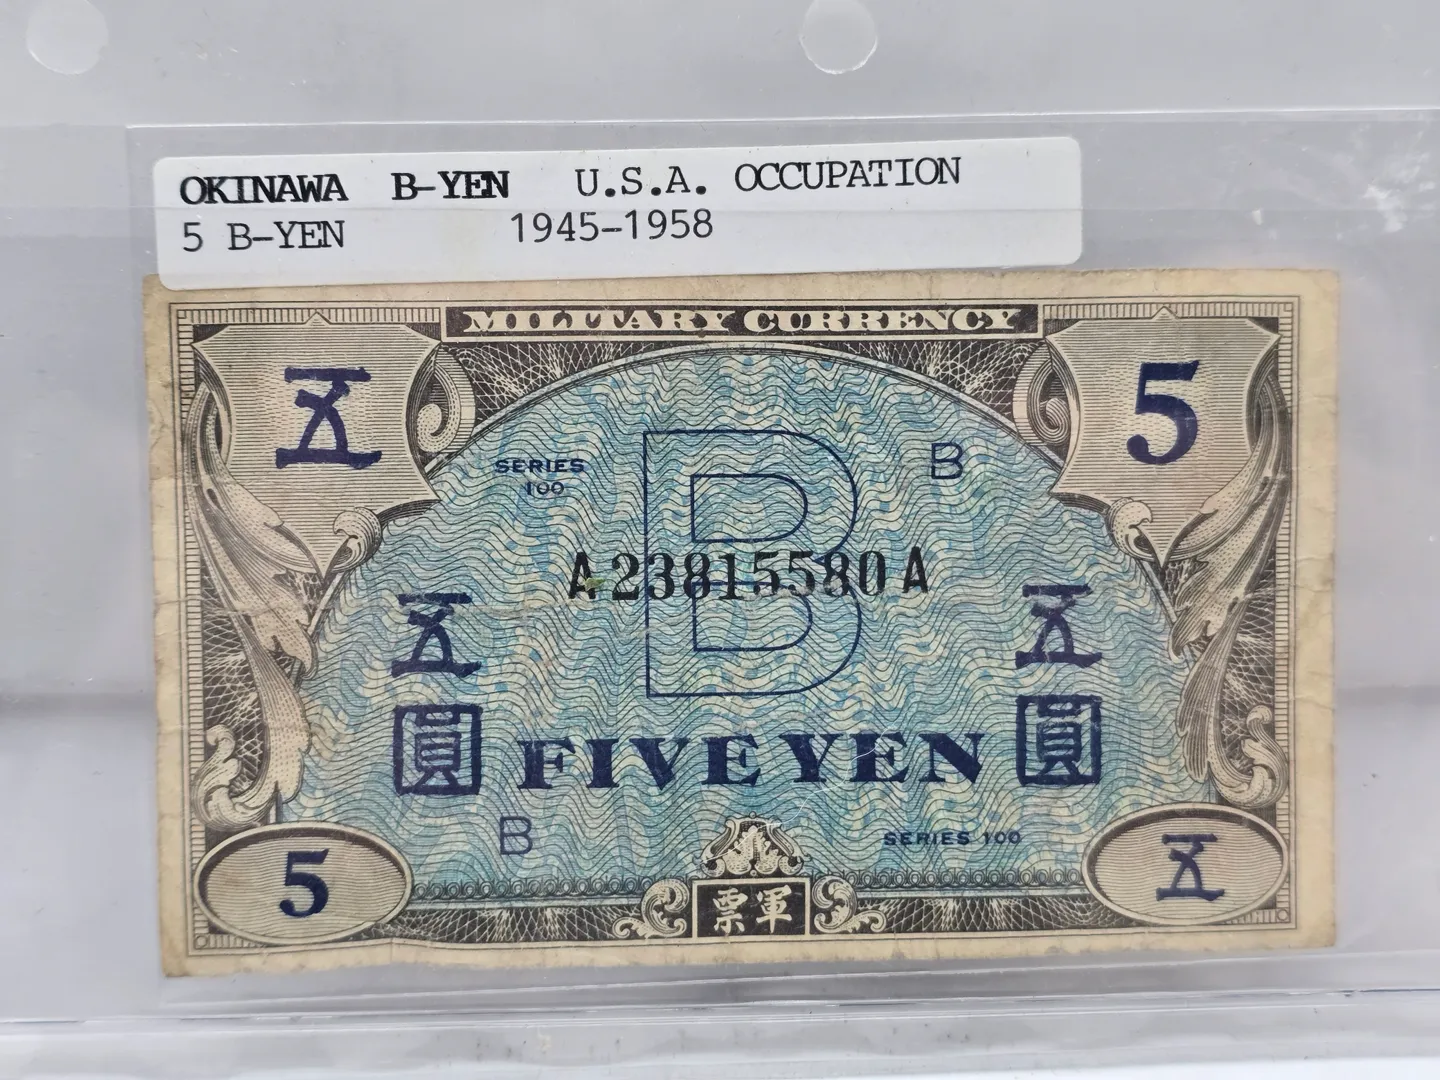 OKINAWA B-YEN U.S.A. OCCUPATION
5 B-YEN 1945-1958
MILITARY CURRENCY
五 5
SERIES
100
B
B
A23815580A
五 五
圓 FIVE YEN 圓
B
SERIES 100
5 票軍 五